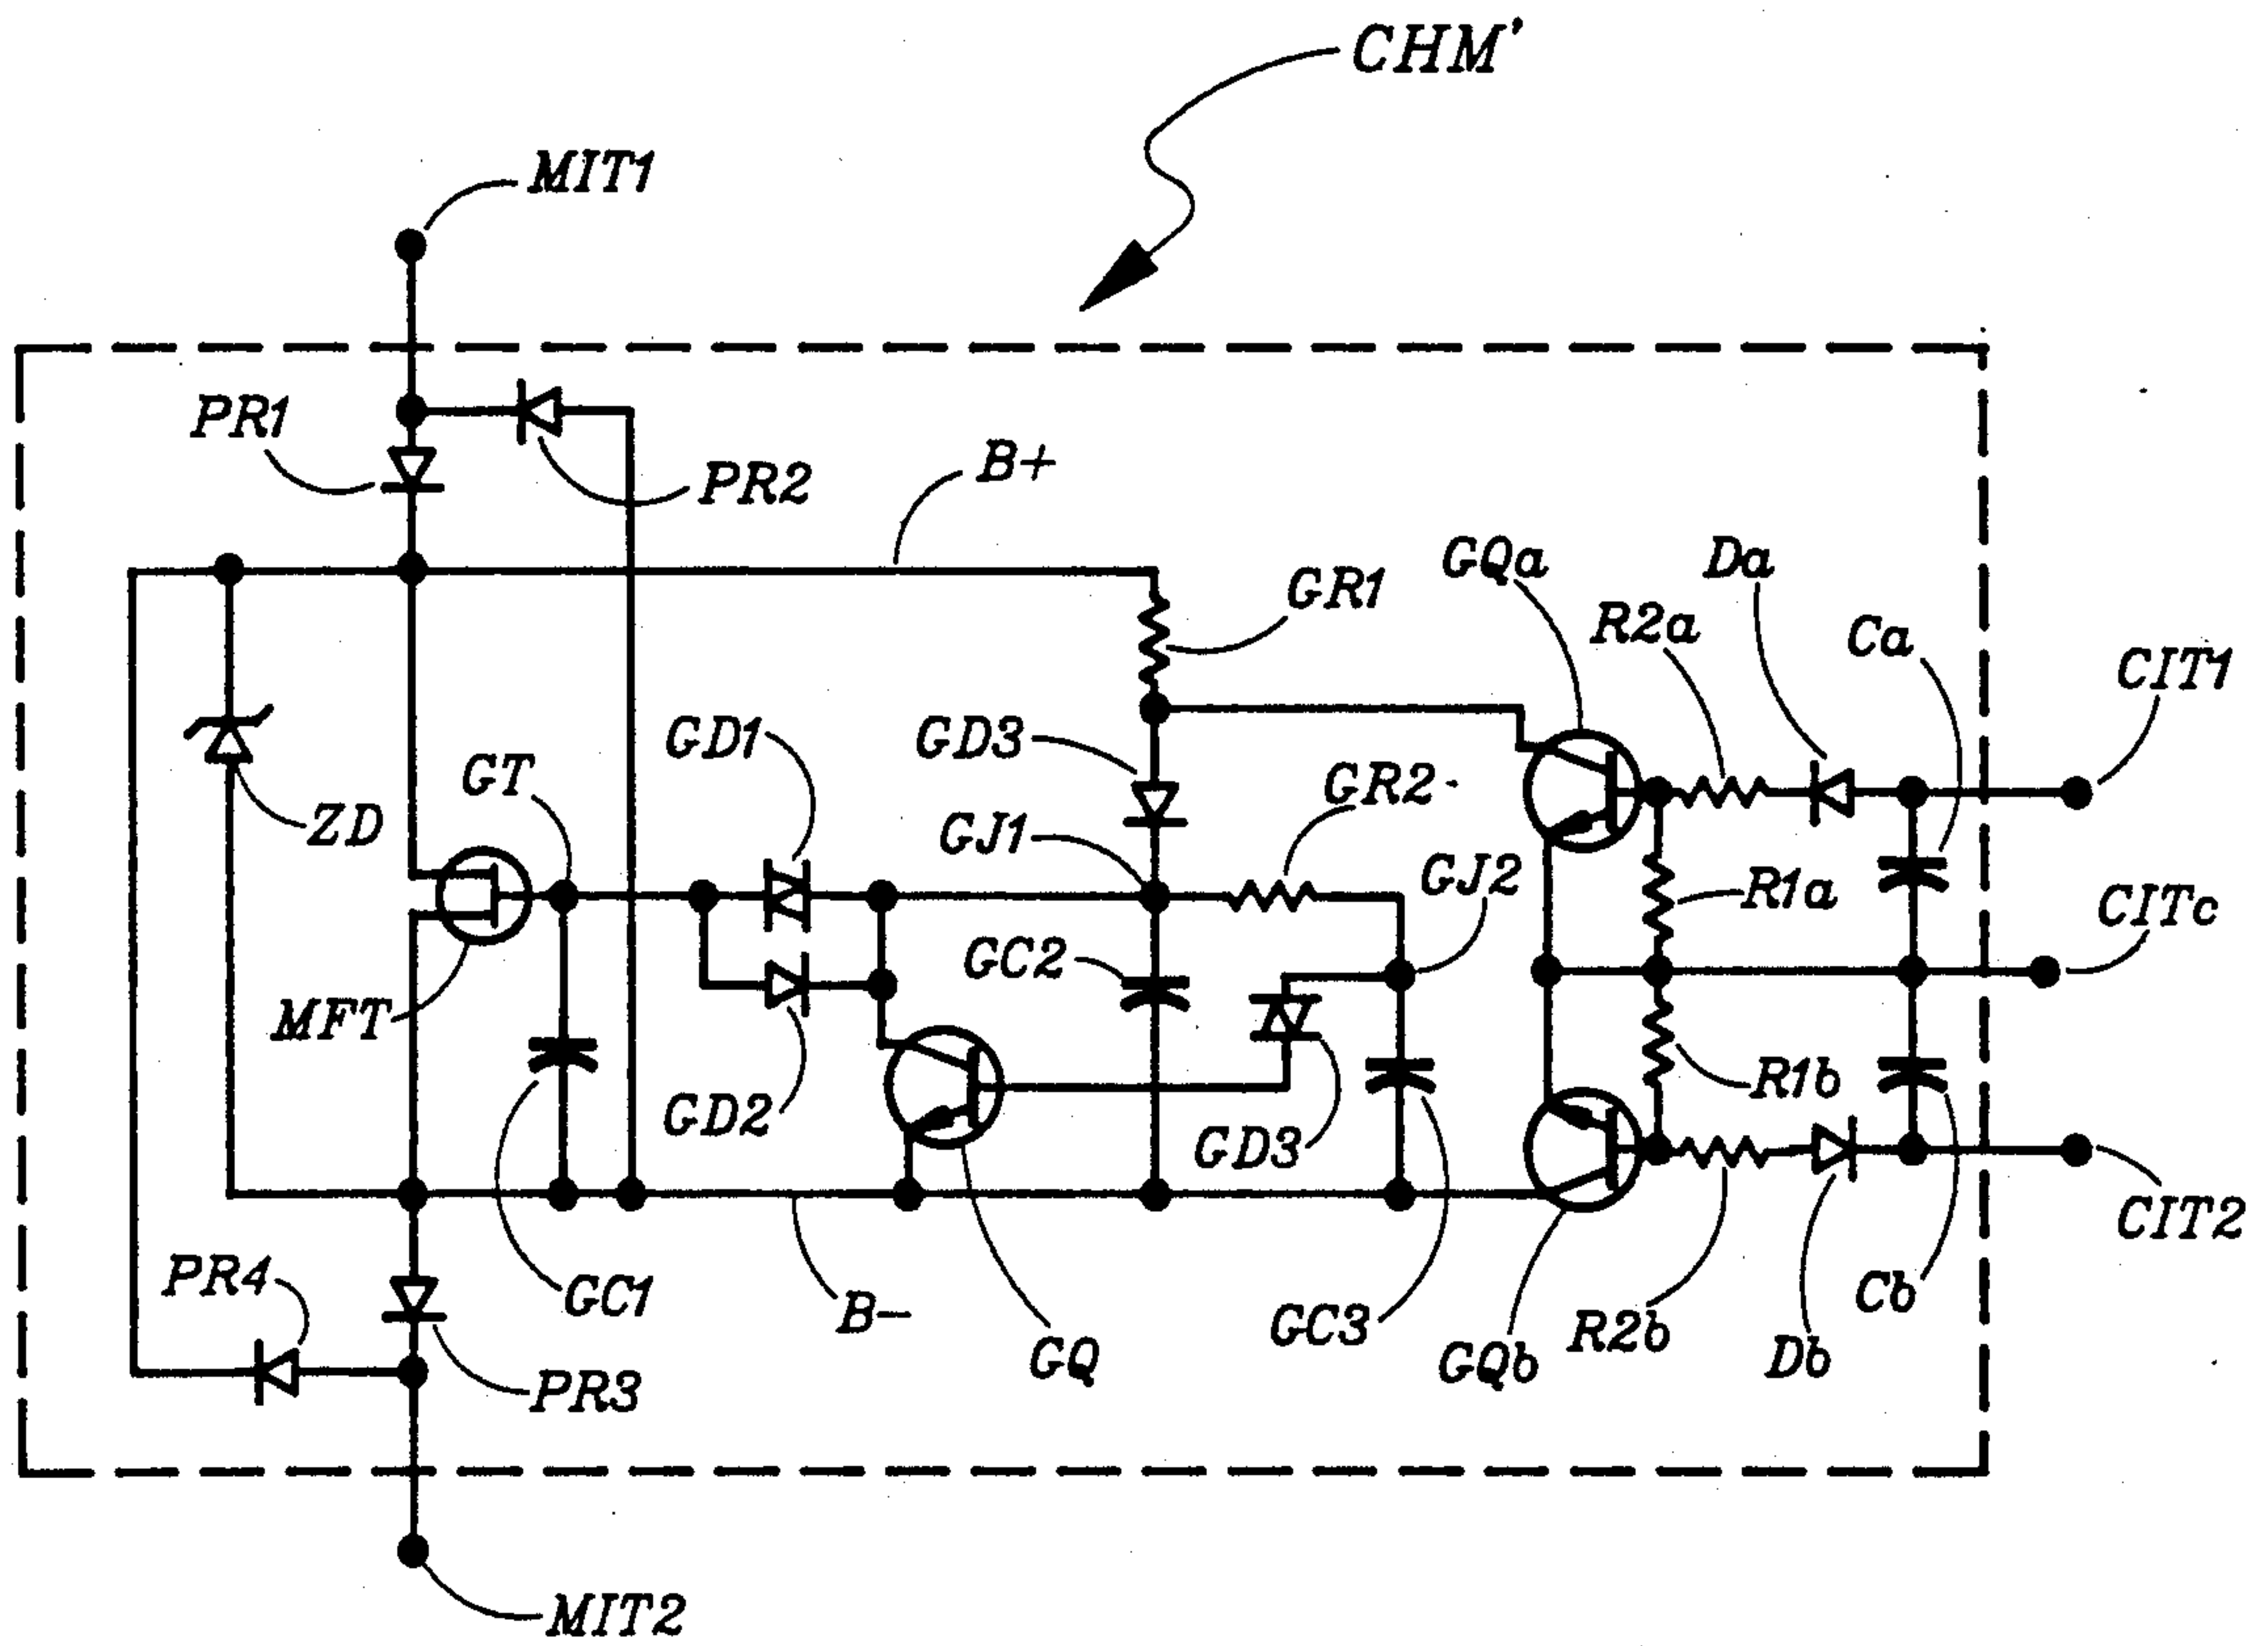 CHM'
MIT1
PR1
PR2
B+
GQa
Da
GR1
R2a
Ca
CIT1
GD1
GD3
GT
GR2-
ZD
GJ1
GJ2
R1a
CITc
GC2
MFT
R1b
GD2
GD3
CIT2
PR4
GC1
B-
GC3
Cb
GQ
R2b
GQb
Db
PR3
MIT2